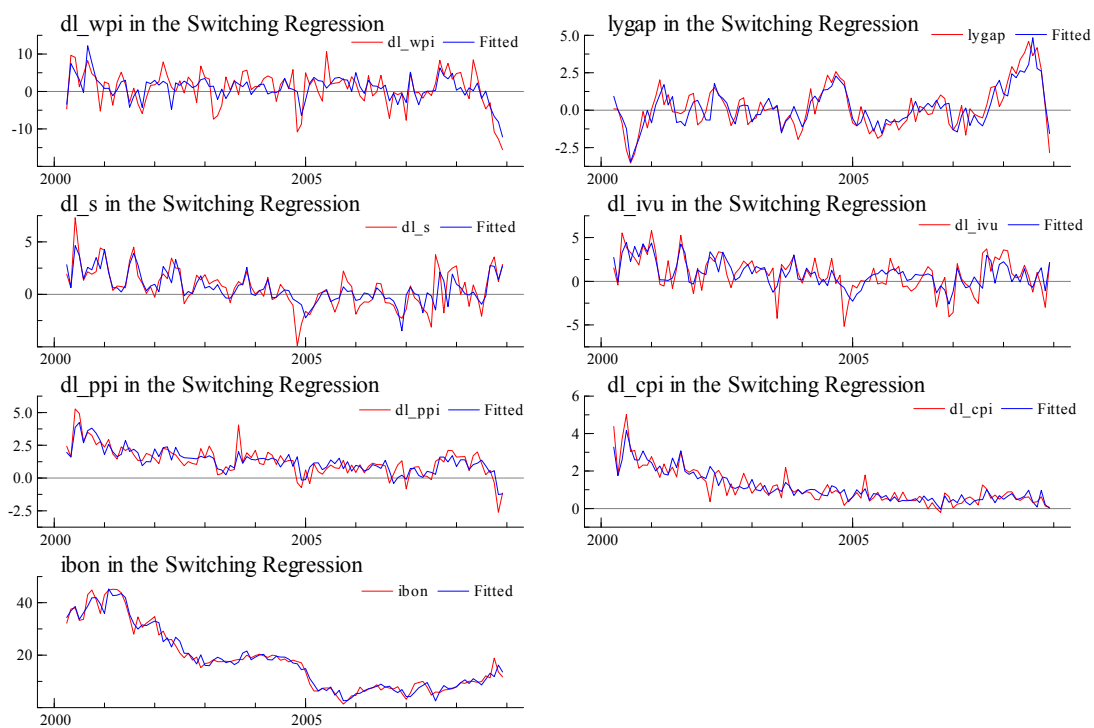 dl_wpi in the Switching Regression
dl_wpi Fitted
10
0
-10
2000 2005
lygap in the Switching Regression
lygap Fitted
5.0
2.5
0.0
-2.5
2000 2005
dl_s in the Switching Regression
dl_s Fitted
5
0
2000 2005
dl_ivu in the Switching Regression
dl_ivu Fitted
5
0
-5
2000 2005
dl_ppi in the Switching Regression
dl_ppi Fitted
5.0
2.5
0.0
-2.5
2000 2005
dl_cpi in the Switching Regression
dl_cpi Fitted
6
4
2
0
2000 2005
ibon in the Switching Regression
ibon Fitted
40
20
2000 2005